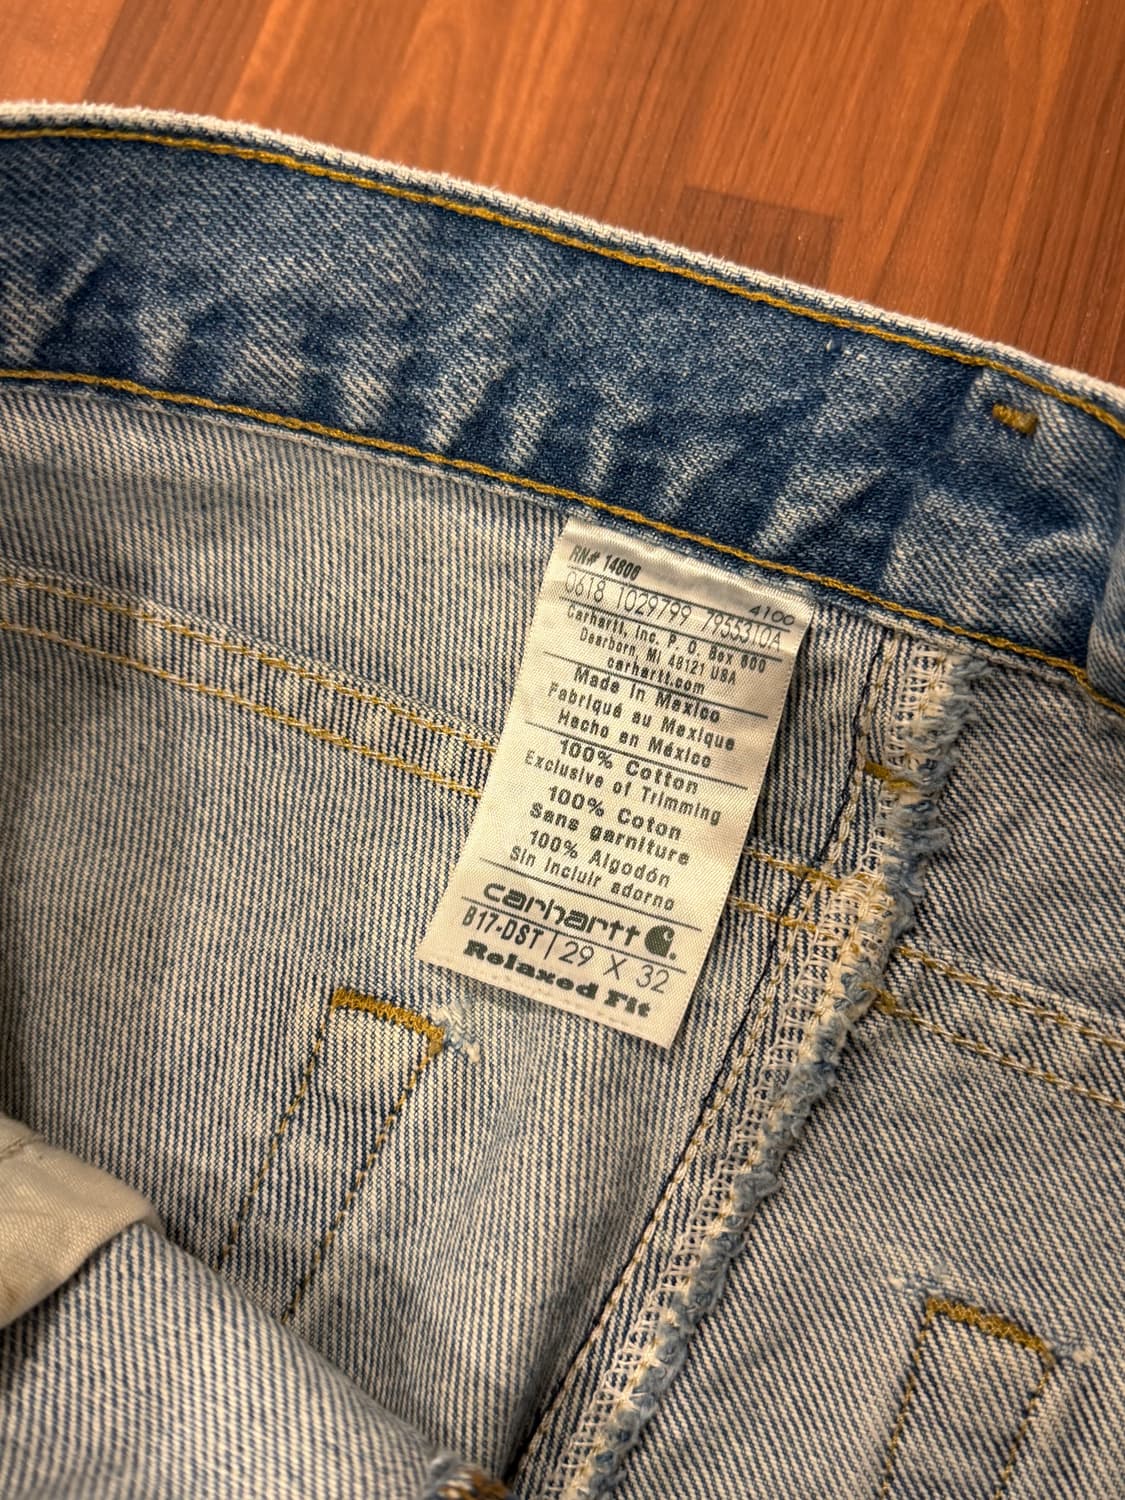 RN# 14806
4100
0618 1029799 7955310A
Carhartt, Inc. P. O. Box 600
Dearborn, MI 48121 USA
carhartt.com
Made in Mexico
Fabriqué au Mexique
Hecho en México
100% Cotton
Exclusive of Trimming
100% Coton
Sans garniture
100% Algodón
Sin incluir adorno
carhartt
B17-DST | 29 X 32
Relaxed Fit